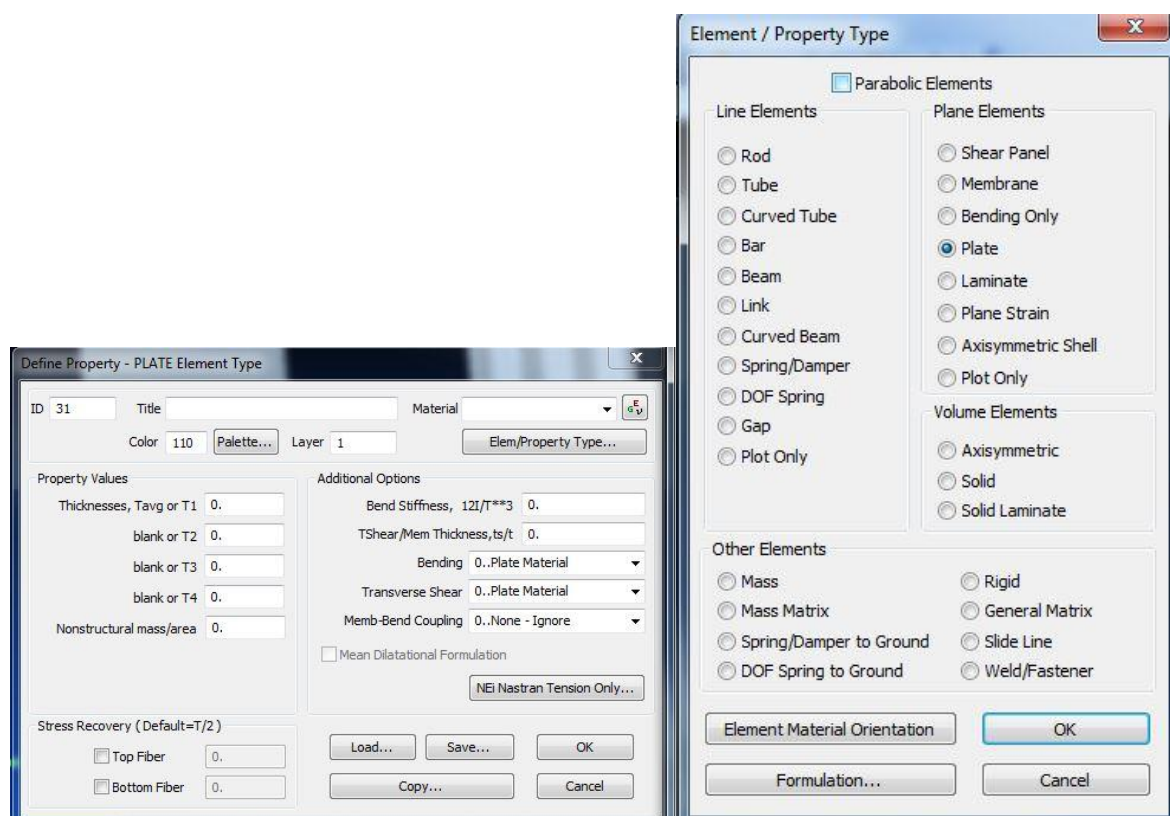 Define Property - PLATE Element Type
ID 31 Title Material
Color 110 Palette... Layer 1 Elem/Property Type...
Property Values
Thicknesses, Tavg or T1 0.
blank or T2 0.
blank or T3 0.
blank or T4 0.
Nonstructural mass/area 0.
Additional Options
Bend Stiffness, 12I/T**3 0.
TShear/Mem Thickness,ts/t 0.
Bending 0..Plate Material
Transverse Shear 0..Plate Material
Memb-Bend Coupling 0..None - Ignore
Mean Dilatational Formulation
NEi Nastran Tension Only...
Stress Recovery ( Default=T/2 )
Top Fiber 0.
Bottom Fiber 0.
Load... Save... OK
Copy... Cancel
Element / Property Type
Parabolic Elements
Line Elements
Rod
Tube
Curved Tube
Bar
Beam
Link
Curved Beam
Spring/Damper
DOF Spring
Gap
Plot Only
Plane Elements
Shear Panel
Membrane
Bending Only
Plate
Laminate
Plane Strain
Axisymmetric Shell
Plot Only
Volume Elements
Axisymmetric
Solid
Solid Laminate
Other Elements
Mass
Mass Matrix
Spring/Damper to Ground
DOF Spring to Ground
Rigid
General Matrix
Slide Line
Weld/Fastener
Element Material Orientation OK
Formulation... Cancel